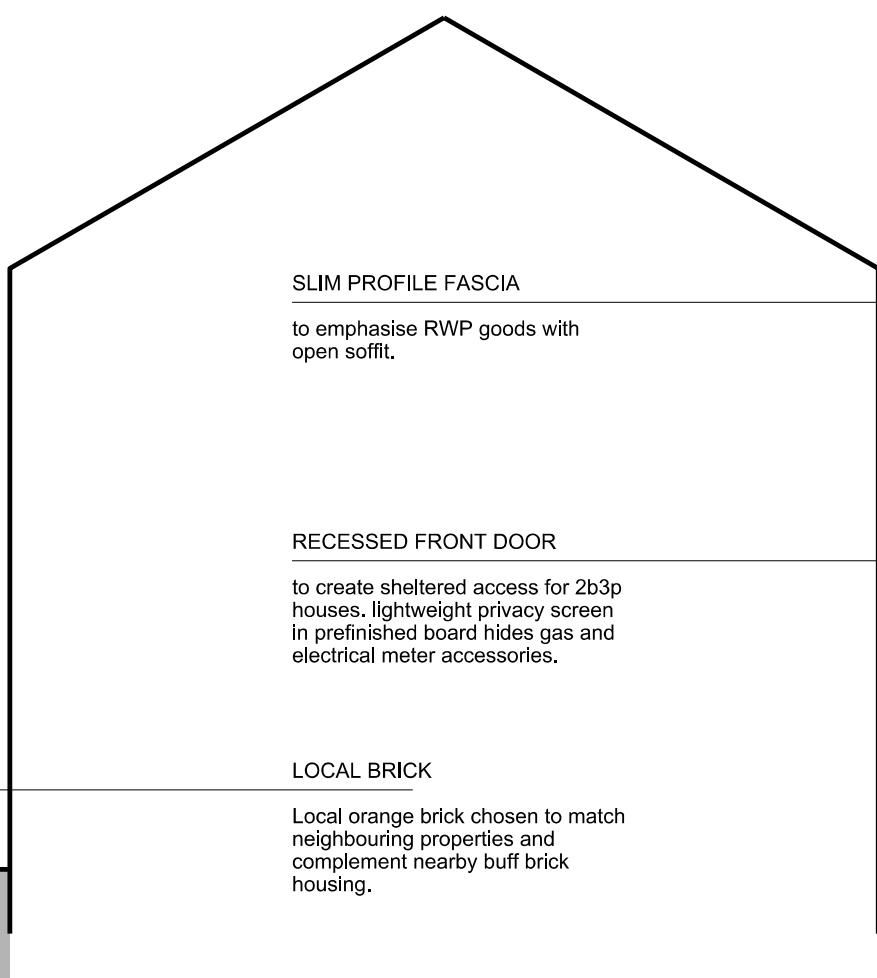 SLIM PROFILE FASCIA
to emphasise RWP goods with
open soffit.
RECESSED FRONT DOOR
to create sheltered access for 2b3p
houses. lightweight privacy screen
in prefinished board hides gas and
electrical meter accessories.
LOCAL BRICK
Local orange brick chosen to match
neighbouring properties and
complement nearby buff brick
housing.